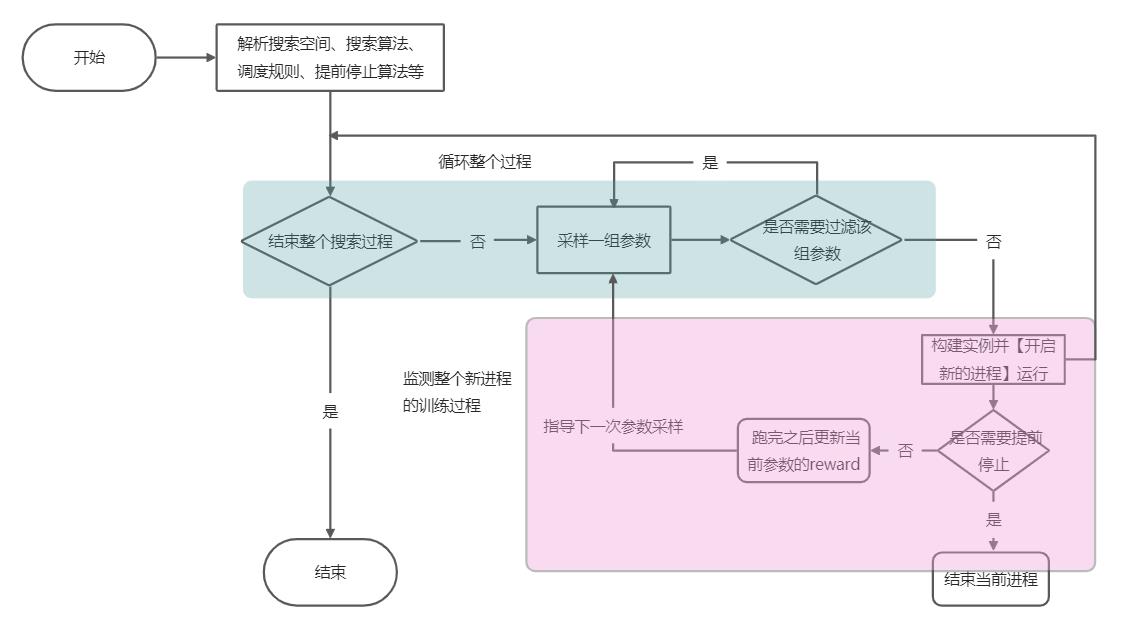 开始
解析搜索空间、搜索算法、
调度规则、提前停止算法等
循环整个过程
是
结束整个搜索过程
否
采样一组参数
是否需要过滤该
组参数
否
构建实例并【开启
新的进程】运行
监测整个新进程
的训练过程
是
指导下一次参数采样
跑完之后更新当
前参数的reward
否
是否需要提前
停止
是
结束
结束当前进程